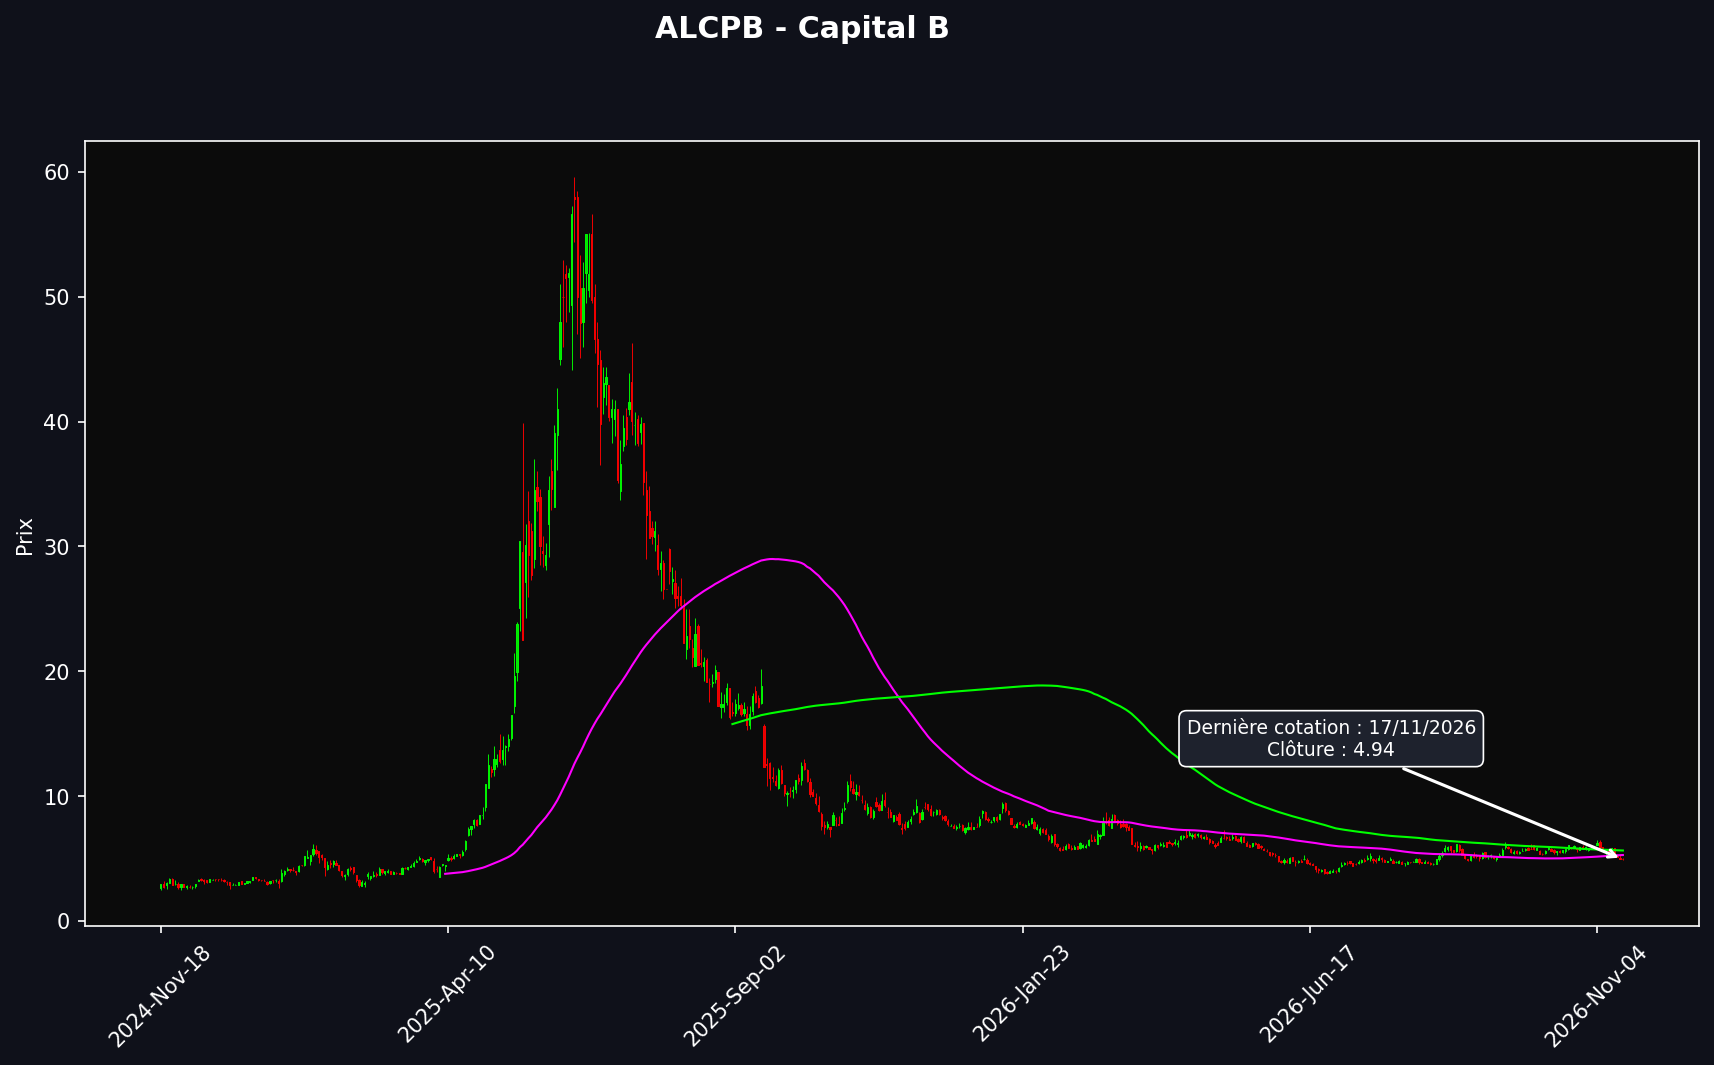 ALCPB - Capital B
Prix
60
50
40
30
20
10
0
Dernière cotation : 17/11/2026
Clôture : 4.94
2024-Nov-18
2025-Apr-10
2025-Sep-02
2026-Jan-23
2026-Jun-17
2026-Nov-04